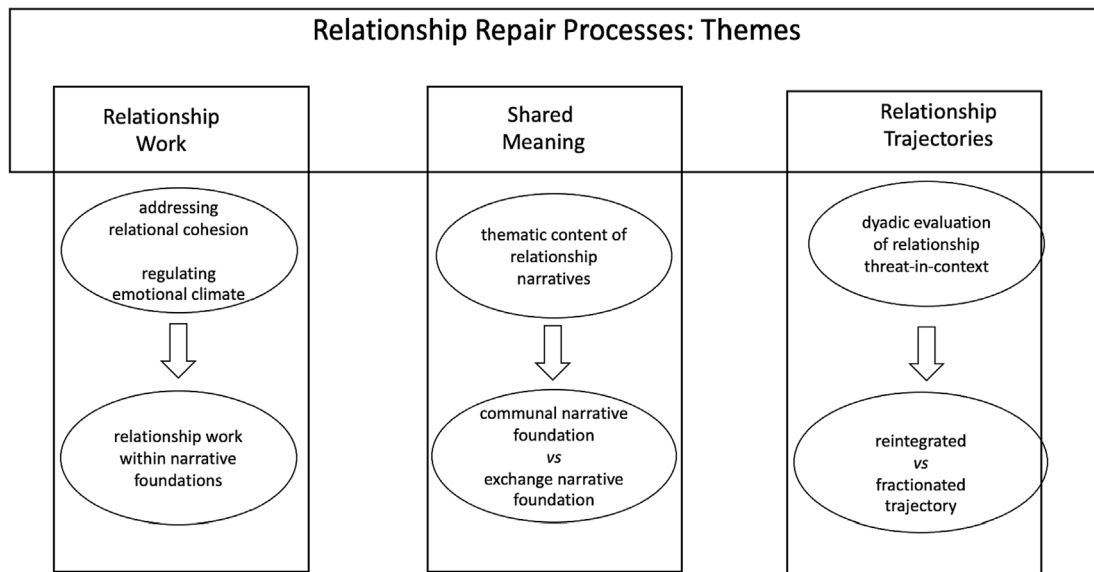 Relationship Repair Processes: Themes
Relationship
Work
addressing
relational cohesion
regulating
emotional climate
relationship work
within narrative
foundations
Shared
Meaning
thematic content of
relationship
narratives
communal narrative
foundation
vs
exchange narrative
foundation
Relationship
Trajectories
dyadic evaluation
of relationship
threat-in-context
reintegrated
vs
fractionated
trajectory